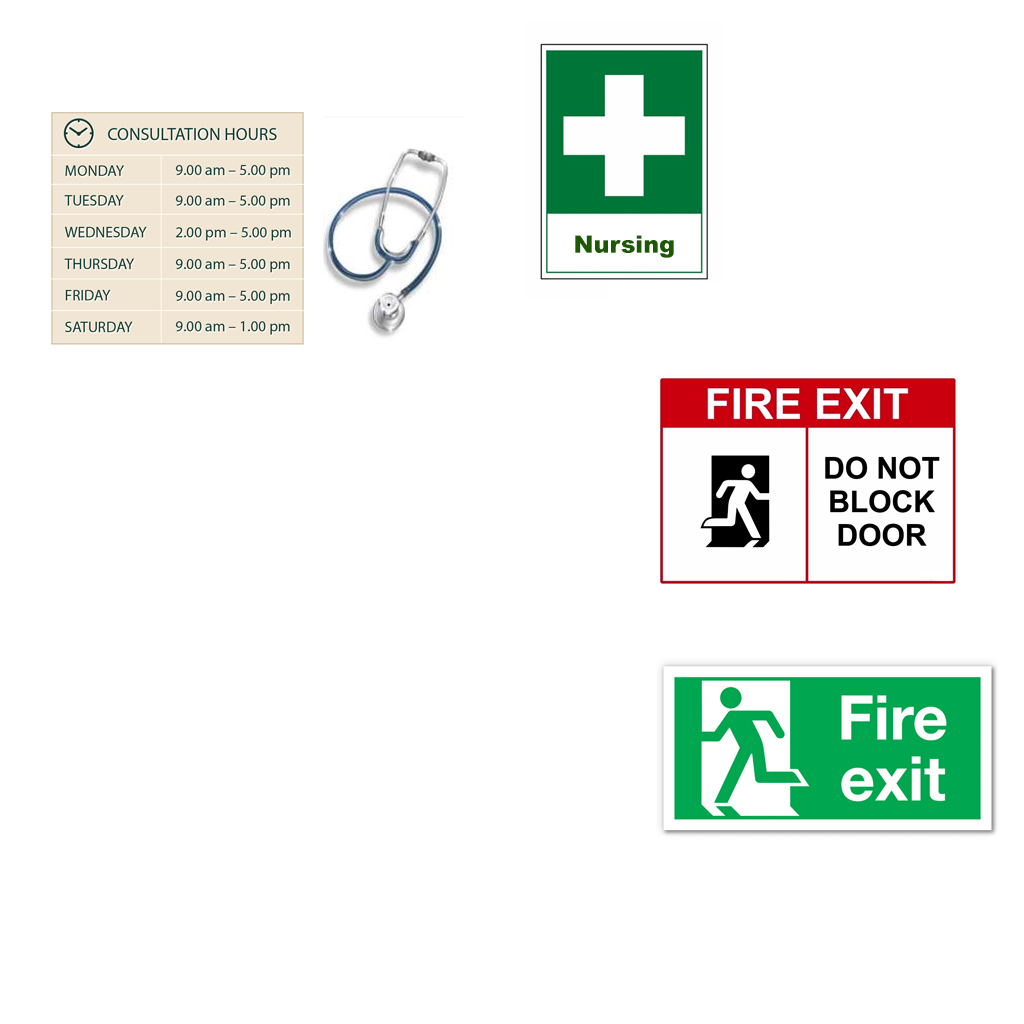 CONSULTATION HOURS
MONDAY 9.00 am – 5.00 pm
TUESDAY 9.00 am – 5.00 pm
WEDNESDAY 2.00 pm – 5.00 pm
THURSDAY 9.00 am – 5.00 pm
FRIDAY 9.00 am – 5.00 pm
SATURDAY 9.00 am – 1.00 pm
Nursing
FIRE EXIT
DO NOT
BLOCK
DOOR
Fire
exit